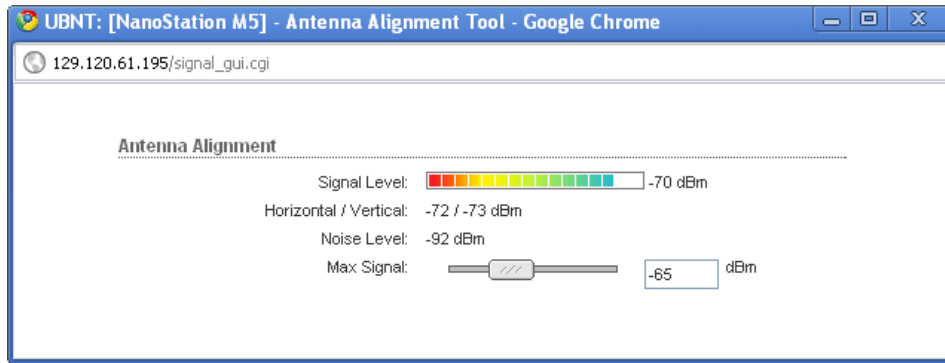 UBNT: [NanoStation M5] - Antenna Alignment Tool - Google Chrome
129.120.61.195/signal_gui.cgi
Antenna Alignment
Signal Level: -70 dBm
Horizontal / Vertical: -72 / -73 dBm
Noise Level: -92 dBm
Max Signal: -65 dBm